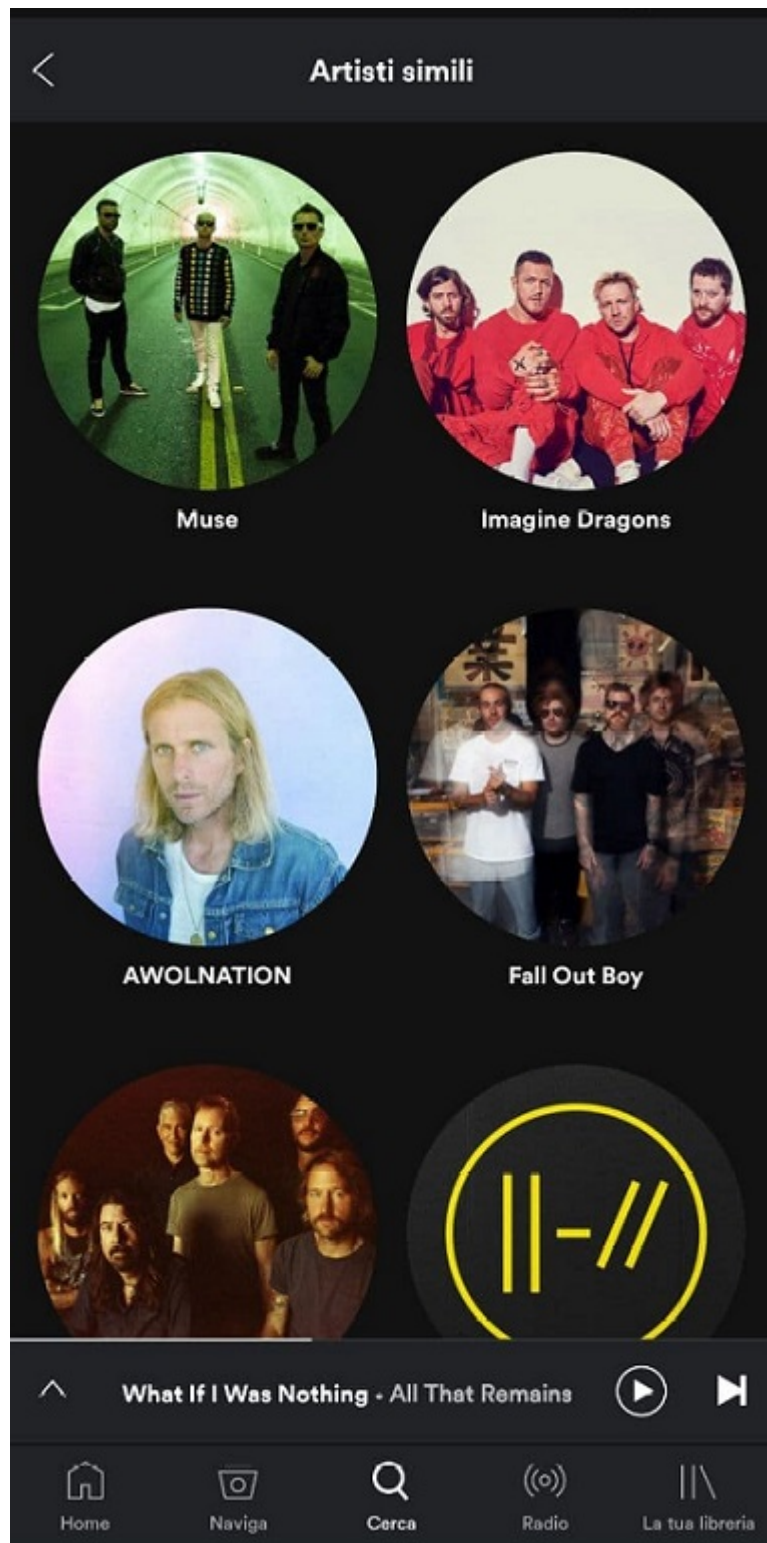 Artisti simili
Muse
Imagine Dragons
AWOLNATION
Fall Out Boy
What If I Was Nothing • All That Remains
Home
Naviga
Cerca
Radio
La tua libreria